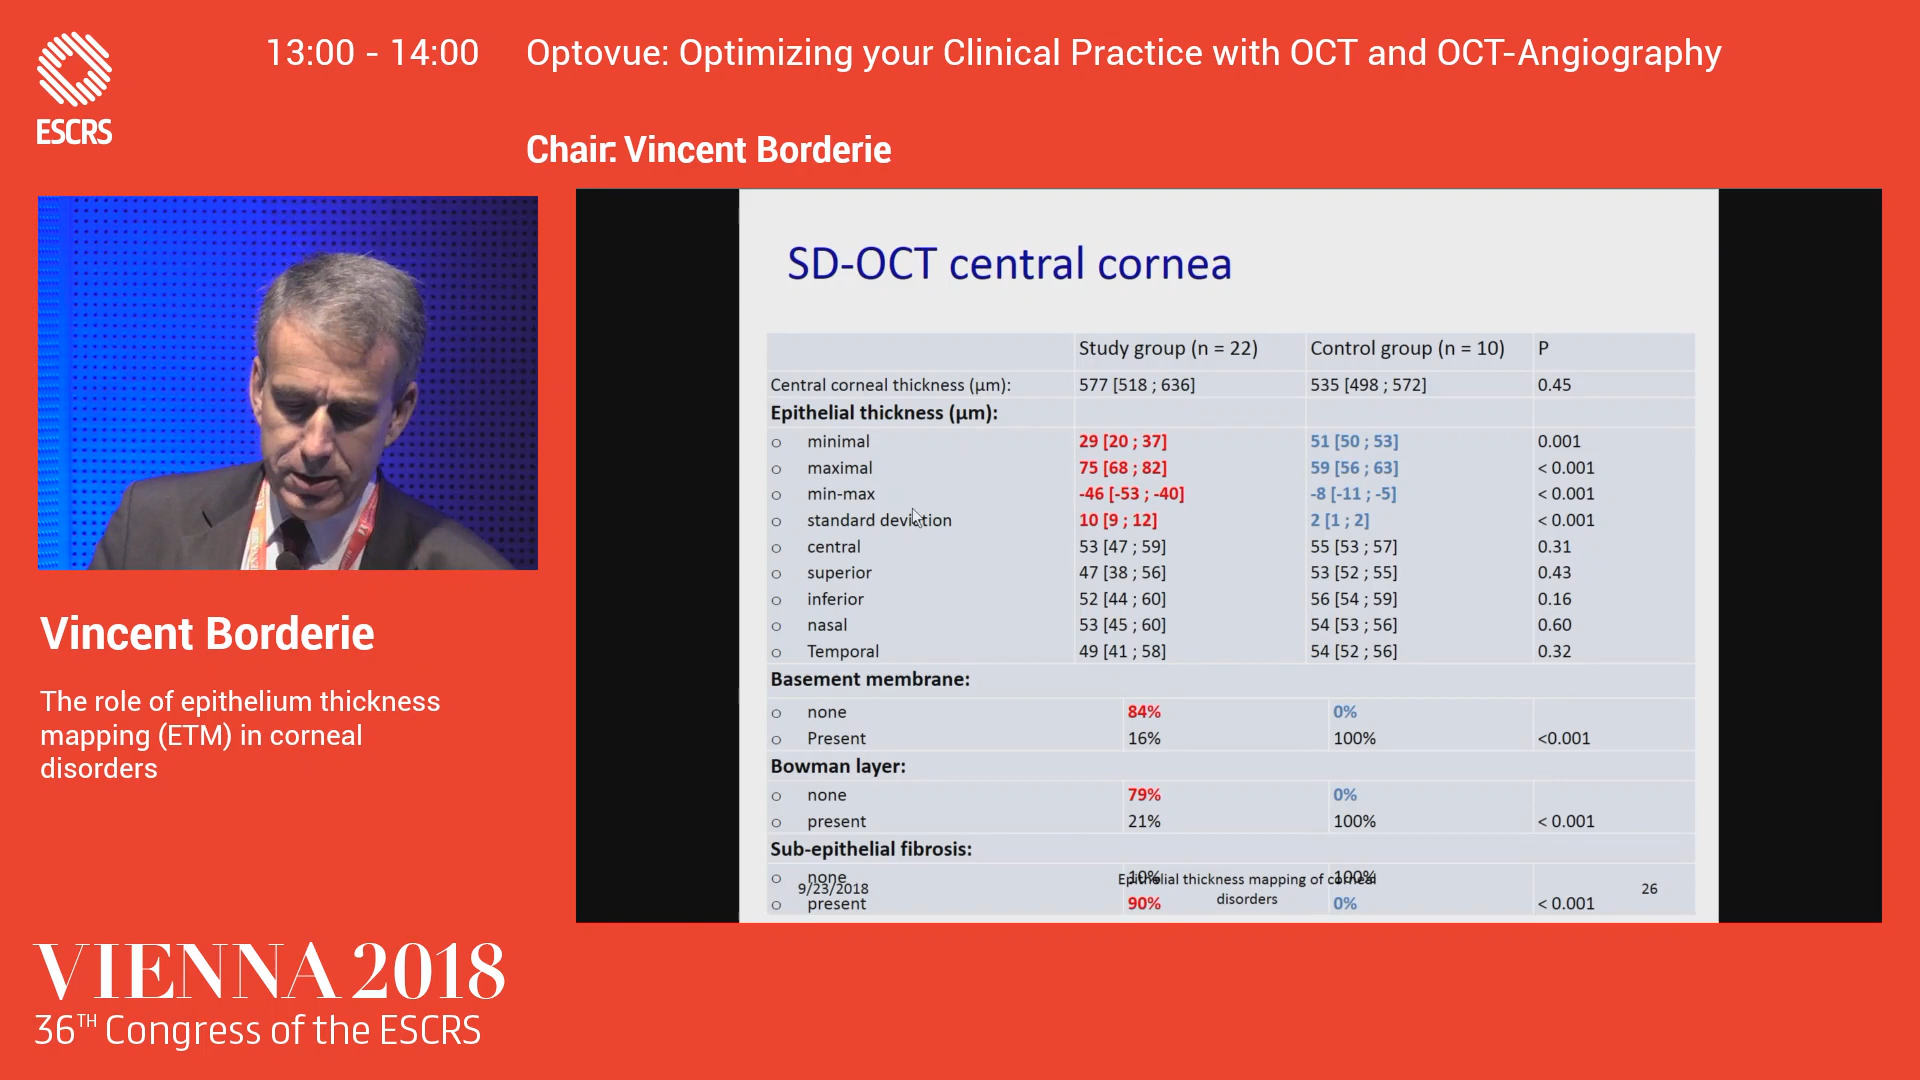 ESCRS
13:00 - 14:00 Optovue: Optimizing your Clinical Practice with OCT and OCT-Angiography
Chair: Vincent Borderie
SD-OCT central cornea
Study group (n = 22) Control group (n = 10) P
Central corneal thickness (µm): 577 [518 ; 636] 535 [498 ; 572] 0.45
Epithelial thickness (µm):
o minimal 29 [20 ; 37] 51 [50 ; 53] 0.001
o maximal 75 [68 ; 82] 59 [56 ; 63] < 0.001
o min-max -46 [-53 ; -40] -8 [-11 ; -5] < 0.001
o standard deviation 10 [9 ; 12] 2 [1 ; 2] < 0.001
o central 53 [47 ; 59] 55 [53 ; 57] 0.31
o superior 47 [38 ; 56] 53 [52 ; 55] 0.43
o inferior 52 [44 ; 60] 56 [54 ; 59] 0.16
o nasal 53 [45 ; 60] 54 [53 ; 56] 0.60
o Temporal 49 [41 ; 58] 54 [52 ; 56] 0.32
Basement membrane:
o none 84% 0%
o Present 16% 100% <0.001
Bowman layer:
o none 79% 0%
o present 21% 100% < 0.001
Sub-epithelial fibrosis:
o none 10% 100%
9/23/2018 Epithelial thickness mapping of corneal 26
disorders
o present 90% 0% < 0.001
Vincent Borderie
The role of epithelium thickness
mapping (ETM) in corneal
disorders
VIENNA 2018
36TH Congress of the ESCRS